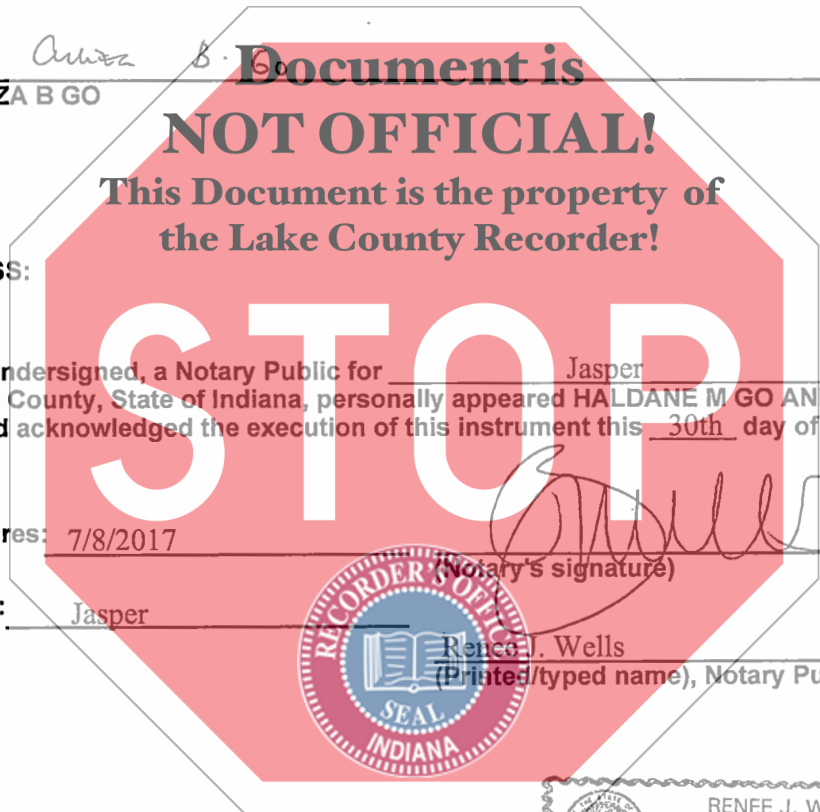 B. Go
Document is
ZA B GO
NOT OFFICIAL!
This Document is the property of
the Lake County Recorder!
SS:
STOP
ndersigned, a Notary Public for Jasper
County, State of Indiana, personally appeared HALDANE M GO AN
d acknowledged the execution of this instrument this 30th day of
res: 7/8/2017
(Notary's signature)
: Jasper
Renee J. Wells
(Printed/typed name), Notary Pu
RECORDER'S OFFICE
SEAL
INDIANA
RENEE J. W